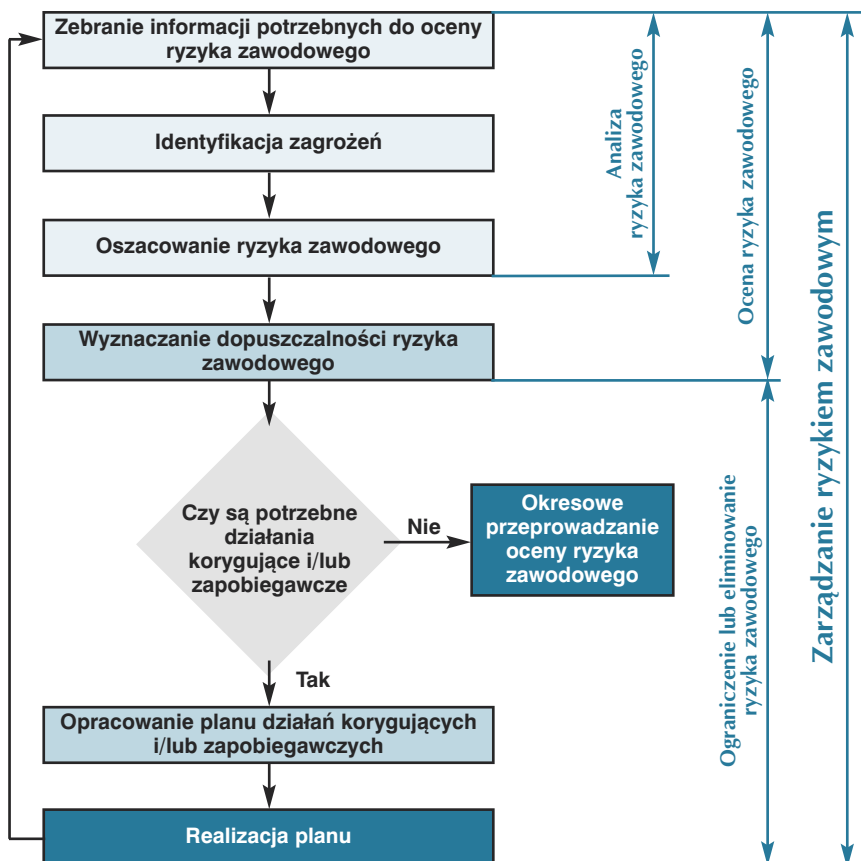 Zebranie informacji potrzebnych do oceny
ryzyka zawodowego
Identyfikacja zagrożeń
Oszacowanie ryzyka zawodowego
Wyznaczanie dopuszczalności ryzyka
zawodowego
Czy są potrzebne
działania
korygujące i/lub
zapobiegawcze
Nie
Okresowe
przeprowadzanie
oceny ryzyka
zawodowego
Tak
Opracowanie planu działań korygujących
i/lub zapobiegawczych
Realizacja planu
Analiza
ryzyka zawodowego
Ocena ryzyka zawodowego
Ograniczenie lub eliminowanie
ryzyka zawodowego
Zarządzanie ryzykiem zawodowym